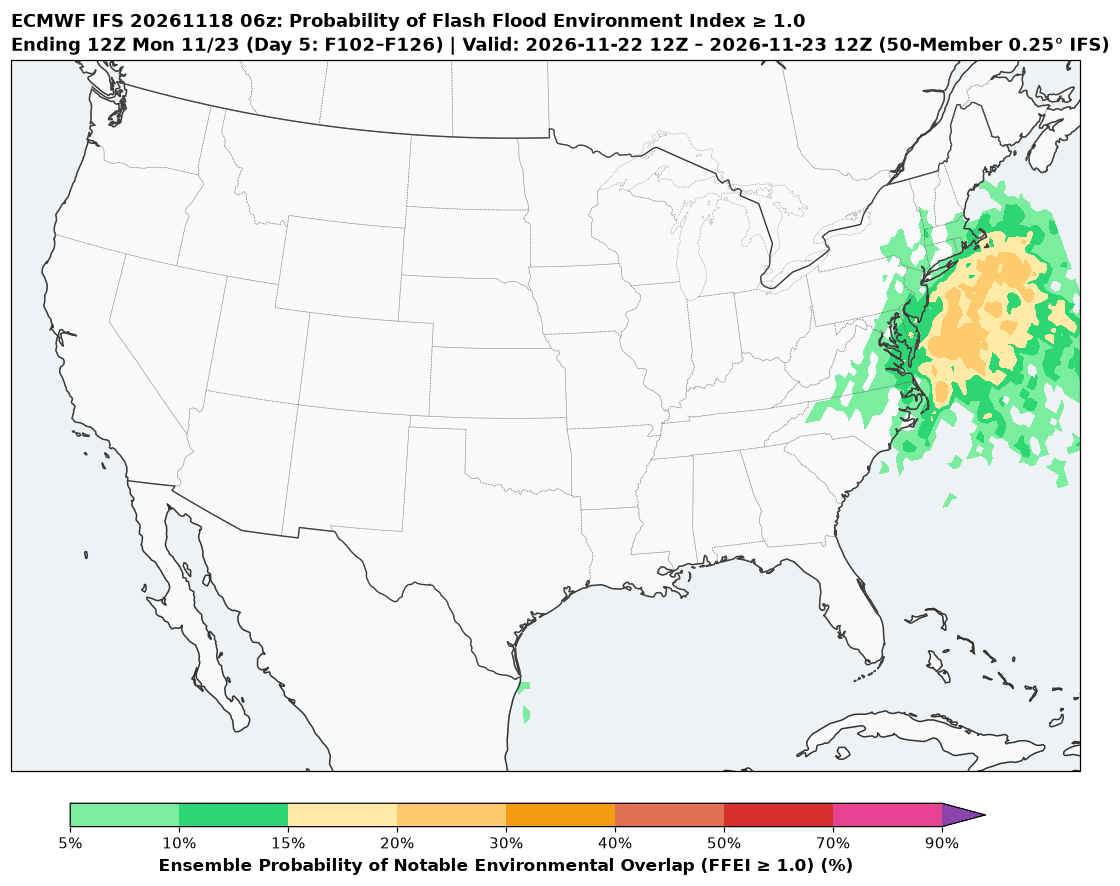 ECMWF IFS 20261118 06z: Probability of Flash Flood Environment Index ≥ 1.0
Ending 12Z Mon 11/23 (Day 5: F102–F126) | Valid: 2026-11-22 12Z – 2026-11-23 12Z (50-Member 0.25° IFS)
5% 10% 15% 20% 30% 40% 50% 70% 90%
Ensemble Probability of Notable Environmental Overlap (FFEI ≥ 1.0) (%)